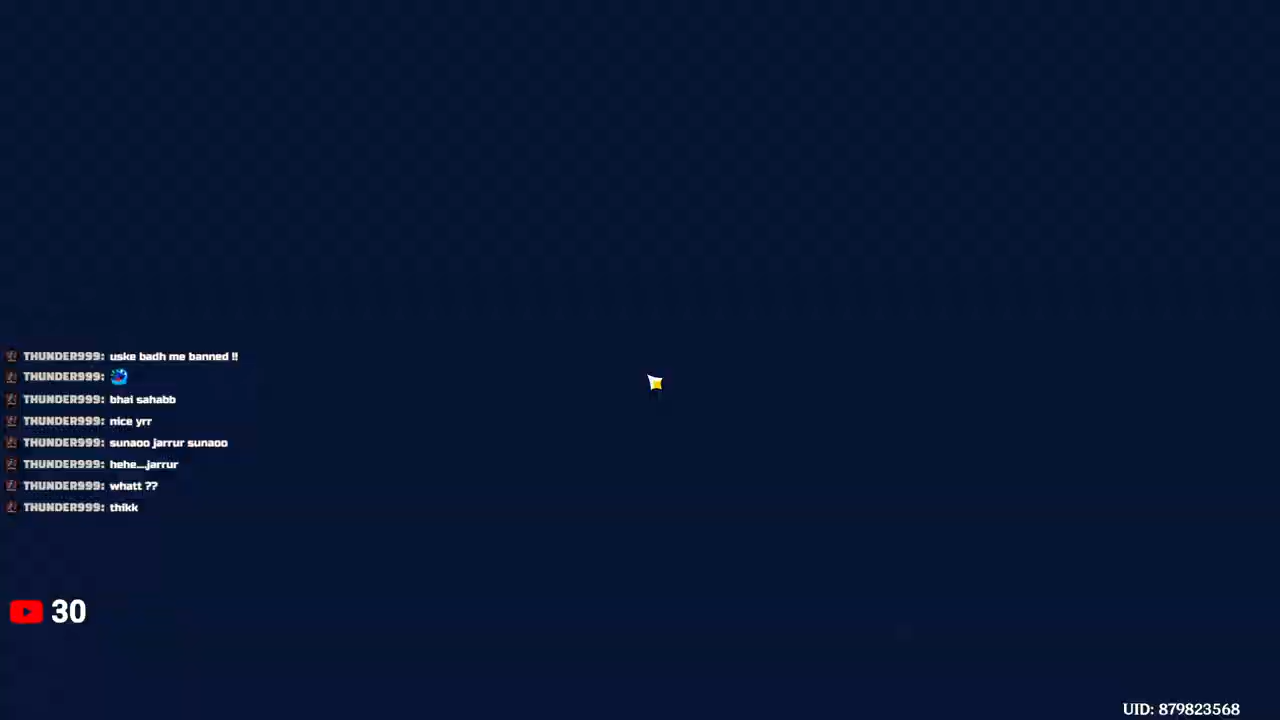 THUNDER999: uske badh me banned !!
THUNDER999:
THUNDER999: bhai sahabb
THUNDER999: nice yrr
THUNDER999: sunaoo jarrur sunaoo
THUNDER999: hehe....jarrur
THUNDER999: whatt ??
THUNDER999: thikk
30
UID: 879823568